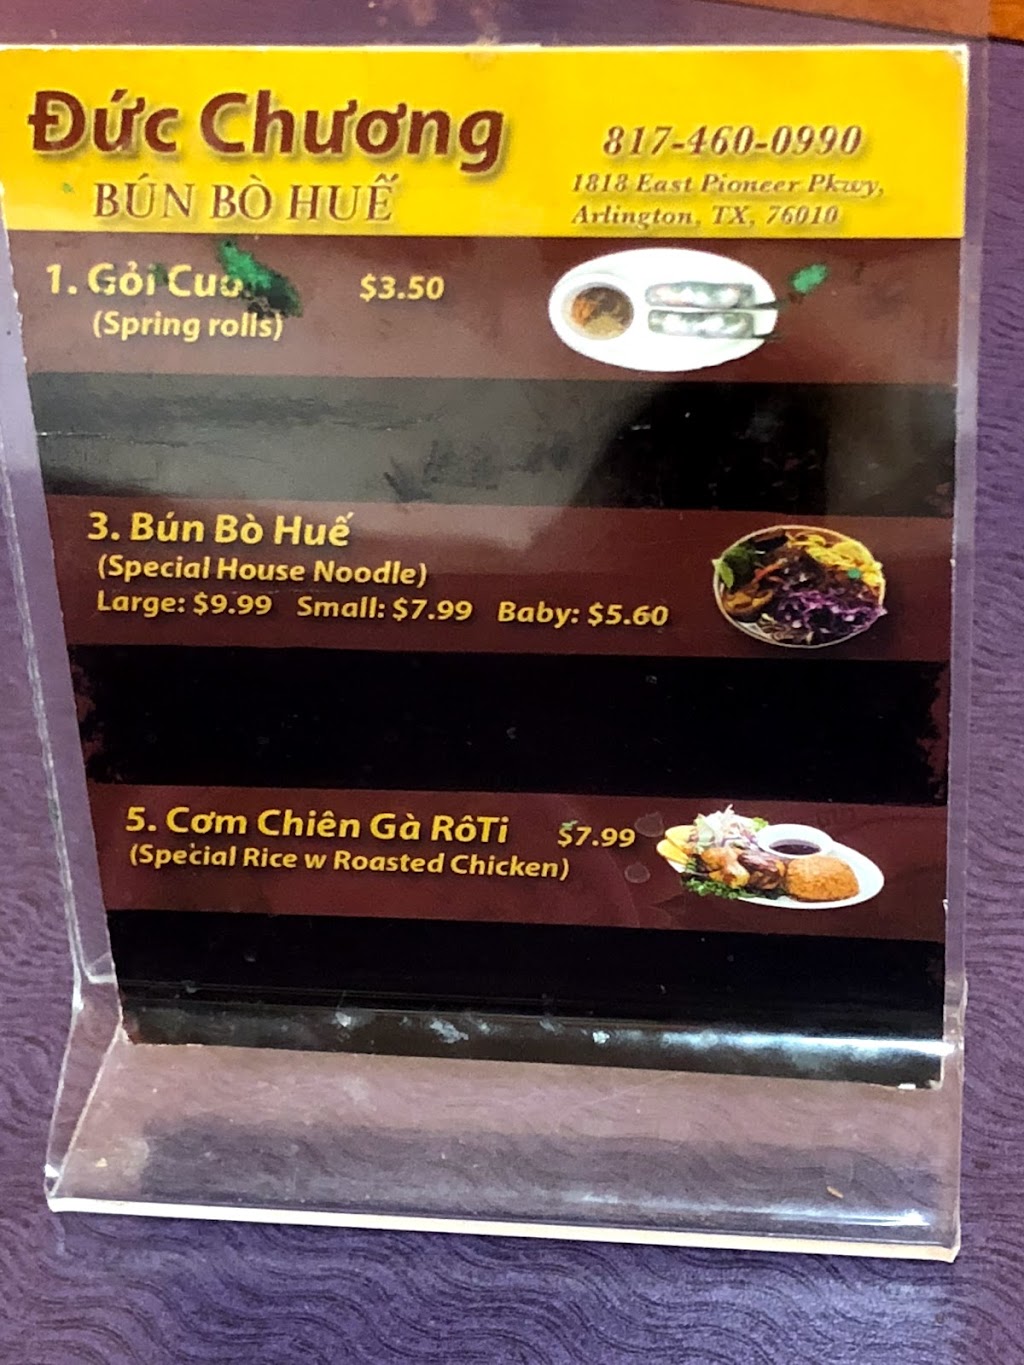 Đức Chương
BÚN BÒ HUẾ
817-460-0990
1818 East Pioneer Pkwy,
Arlington, TX, 76010
1. Gỏi $3.50
(Spring rolls)
3. Bún Bò Huế
(Special House Noodle)
Large: $9.99 Small: $7.99 Baby: $5.60
5. Cơm Chiên Gà RôTi $7.99
(Special Rice w Roasted Chicken)